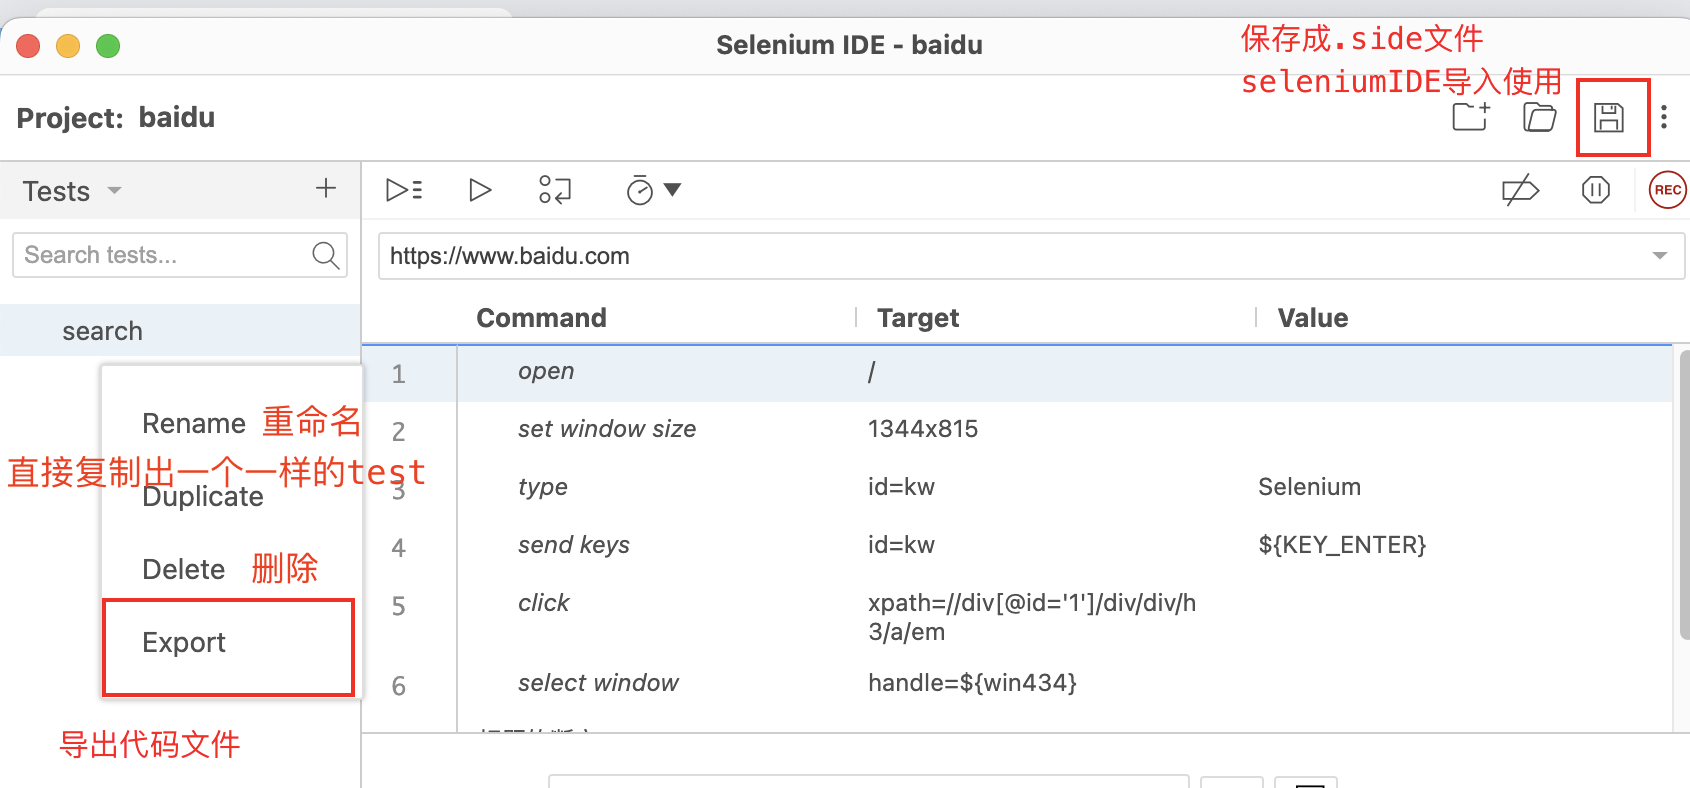 Selenium IDE - baidu
保存成.side文件
seleniumIDE导入使用
Project: baidu
Tests
REC
Search tests...
https://www.baidu.com
Command Target Value
search
1 open /
Rename 重命名
2 set window size 1344x815
直接复制出一个一样的test
Duplicate
3 type id=kw Selenium
4 send keys id=kw ${KEY_ENTER}
Delete 删除
5 click xpath=//div[@id='1']/div/div/h
3/a/em
Export
6 select window handle=${win434}
导出代码文件